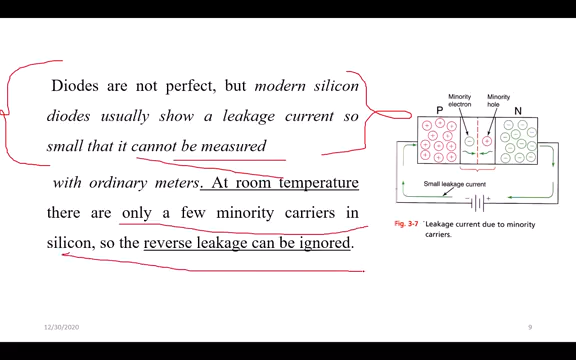 Diodes are not perfect, but modern silicon
diodes usually show a leakage current so
small that it cannot be measured
with ordinary meters. At room temperature
there are only a few minority carriers in
silicon, so the reverse leakage can be ignored.
Minority
electron
Minority
hole
P
N
Small leakage current
− +
Fig. 3-7 Leakage current due to minority
carriers.
12/30/2020
9